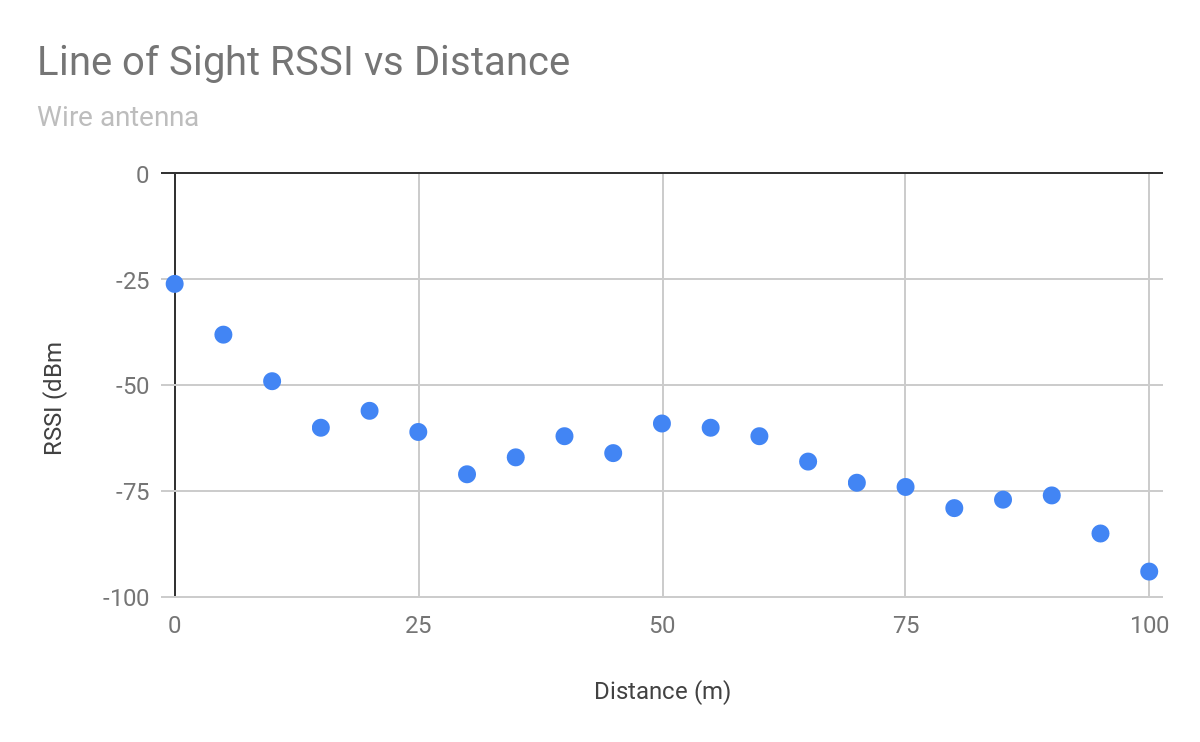 Line of Sight RSSI vs Distance
Wire antenna
0
-25
-50
-75
-100
RSSI (dBm
0 25 50 75 100
Distance (m)